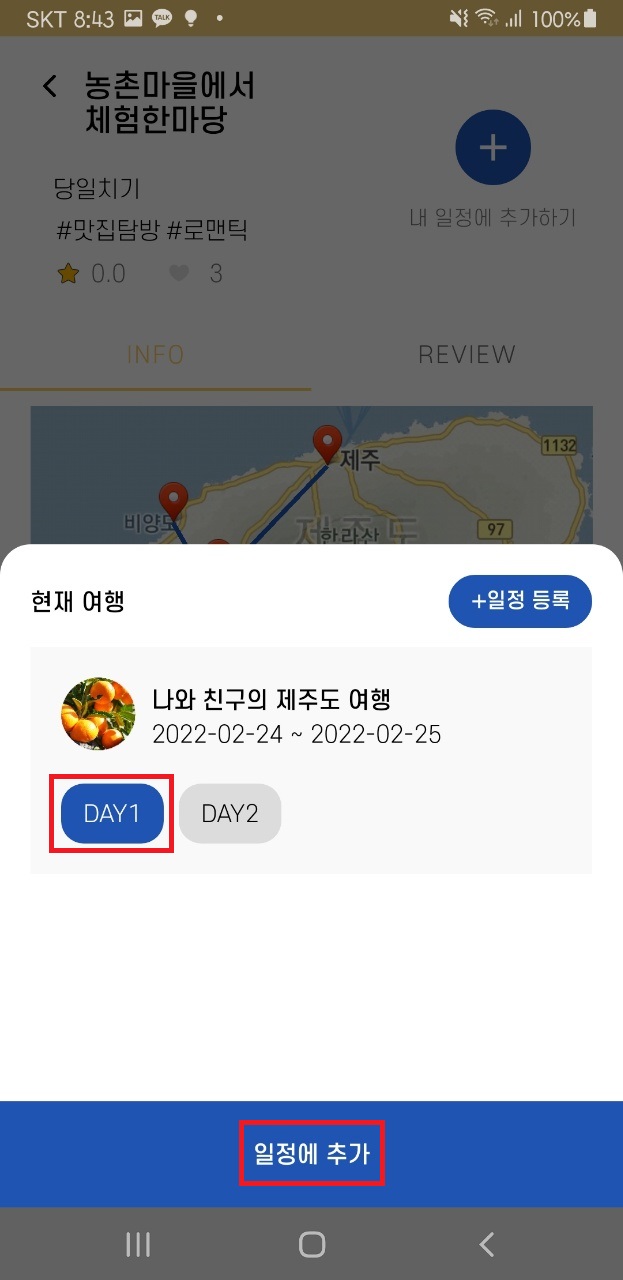 SKT 8:43 TALK 100%
농촌마을에서
체험한마당
당일치기
내 일정에 추가하기
#맛집탐방 #로맨틱
0.0 3
INFO REVIEW
1132
제주
비양도
97
제주도
한라산
현재 여행 +일정 등록
나와 친구의 제주도 여행
2022-02-24 ~ 2022-02-25
DAY1 DAY2
일정에 추가